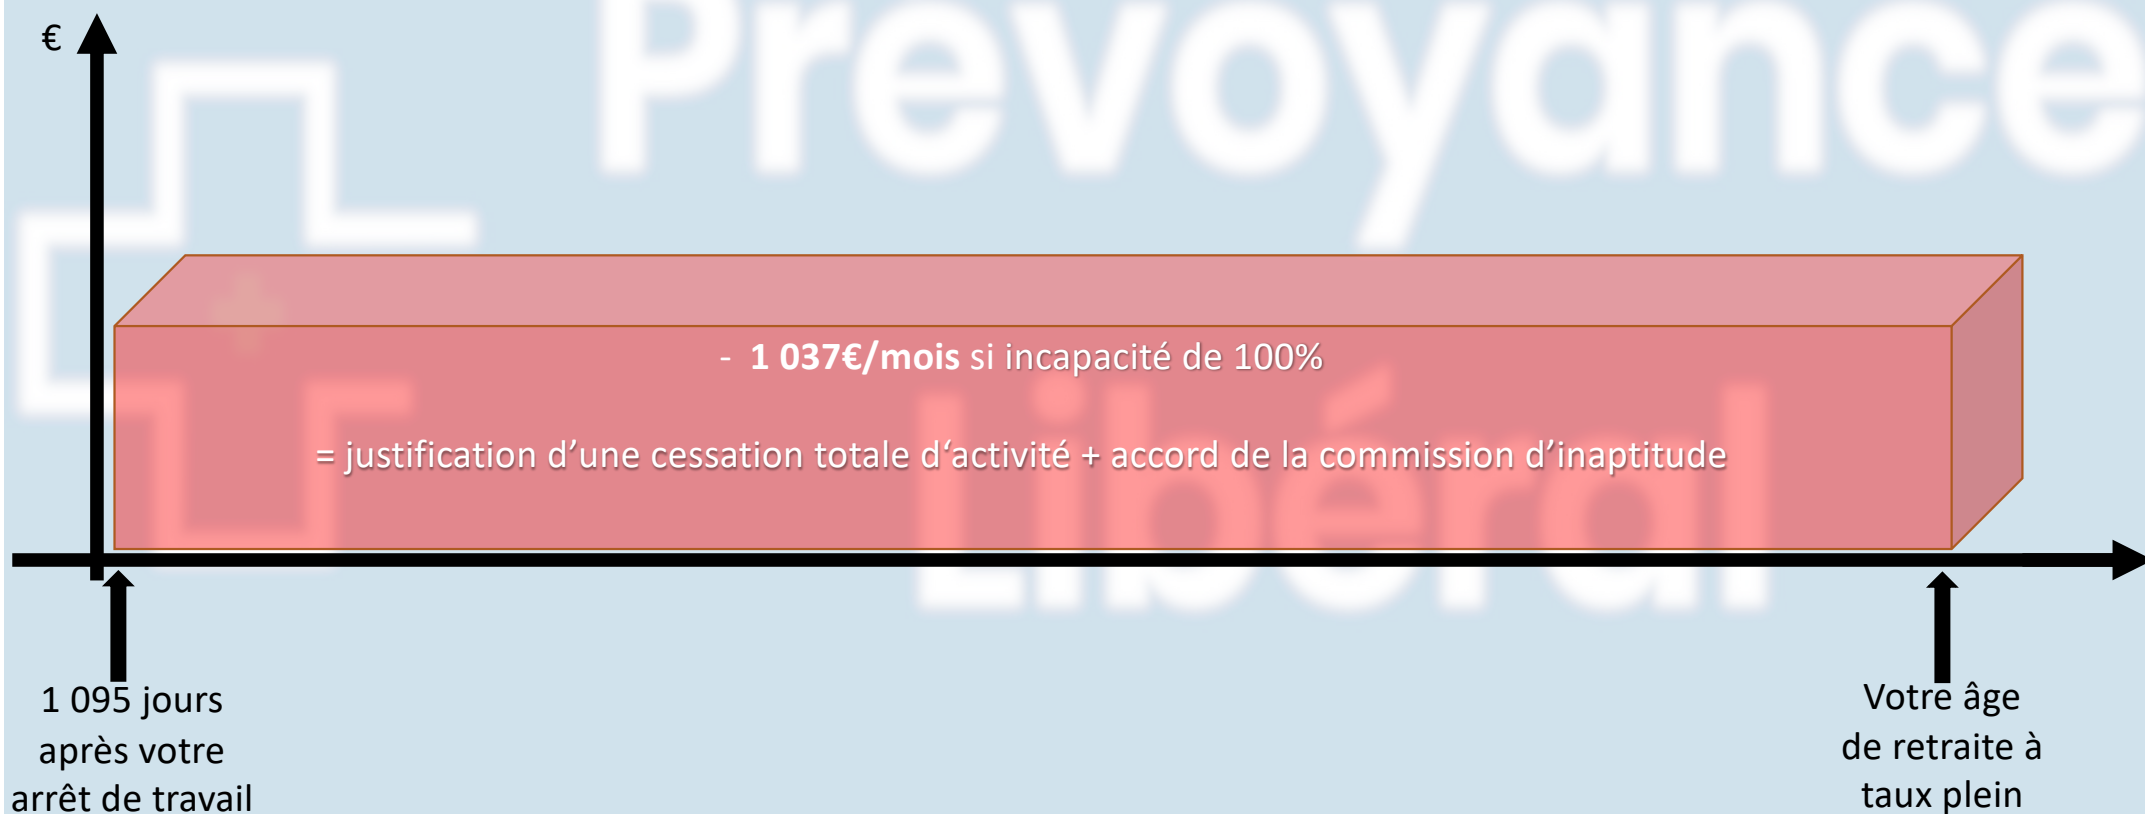 Prevoyance
€
- 1 037€/mois si incapacité de 100%
Libéral
= justification d‘une cessation totale d‘activité + accord de la commission d’inaptitude
1 095 jours
après votre
arrêt de travail
Votre âge
de retraite à
taux plein